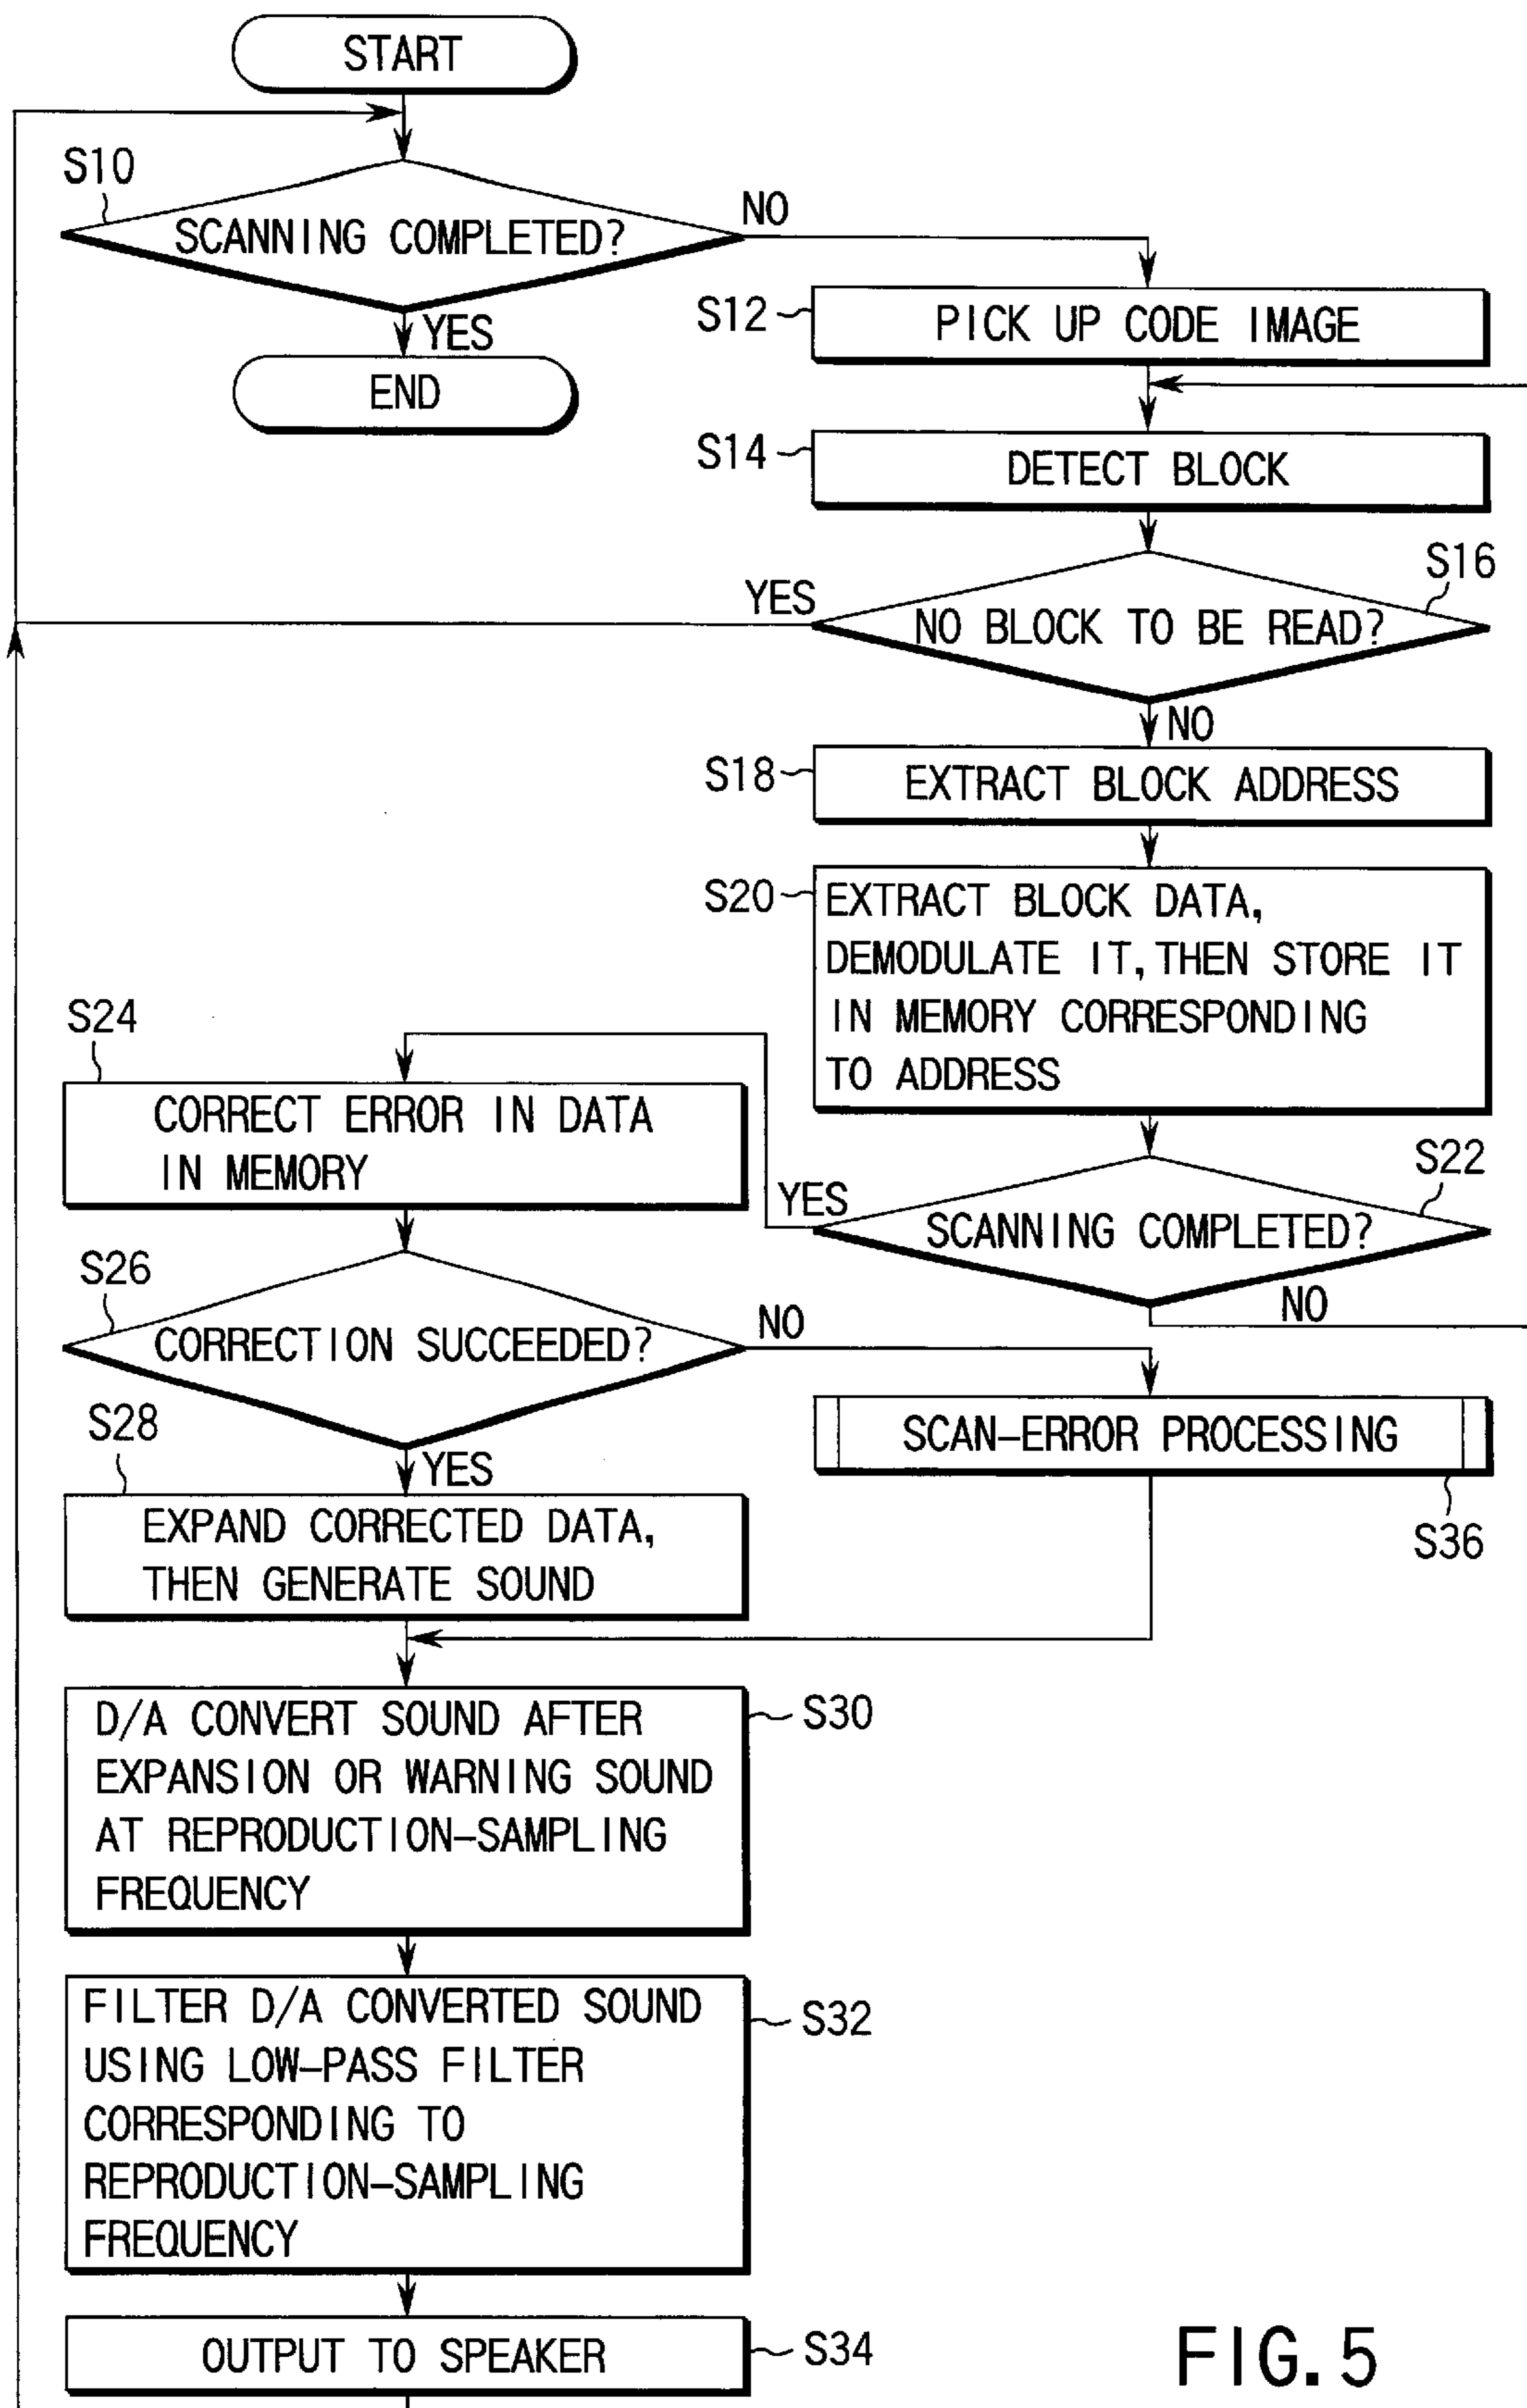 START
S10
SCANNING COMPLETED?
NO
YES
END
S12
PICK UP CODE IMAGE
S14
DETECT BLOCK
S16
YES
NO BLOCK TO BE READ?
NO
S18
EXTRACT BLOCK ADDRESS
S20
EXTRACT BLOCK DATA,
DEMODULATE IT, THEN STORE IT
IN MEMORY CORRESPONDING
TO ADDRESS
S22
YES
SCANNING COMPLETED?
NO
S24
CORRECT ERROR IN DATA
IN MEMORY
S26
CORRECTION SUCCEEDED?
NO
YES
SCAN-ERROR PROCESSING
S36
S28
EXPAND CORRECTED DATA,
THEN GENERATE SOUND
S30
D/A CONVERT SOUND AFTER
EXPANSION OR WARNING SOUND
AT REPRODUCTION-SAMPLING
FREQUENCY
S32
FILTER D/A CONVERTED SOUND
USING LOW-PASS FILTER
CORRESPONDING TO
REPRODUCTION-SAMPLING
FREQUENCY
S34
OUTPUT TO SPEAKER
FIG. 5